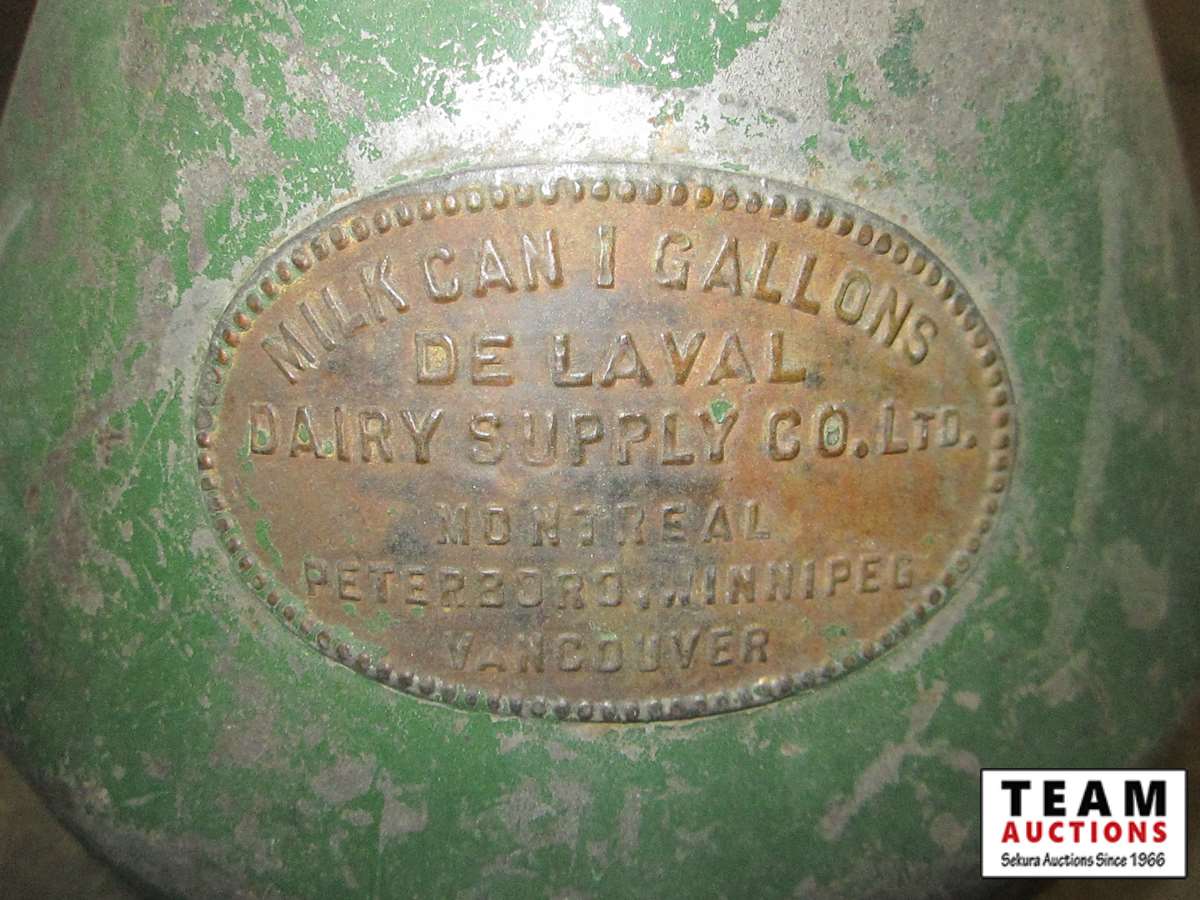 MILK CAN 1 GALLONS
DE LAVAL
DAIRY SUPPLY CO. LTD.
MONTREAL
PETERBORO, WINNIPEG
VANCOUVER
TEAM
AUCTIONS
Sekura Auctions Since 1966